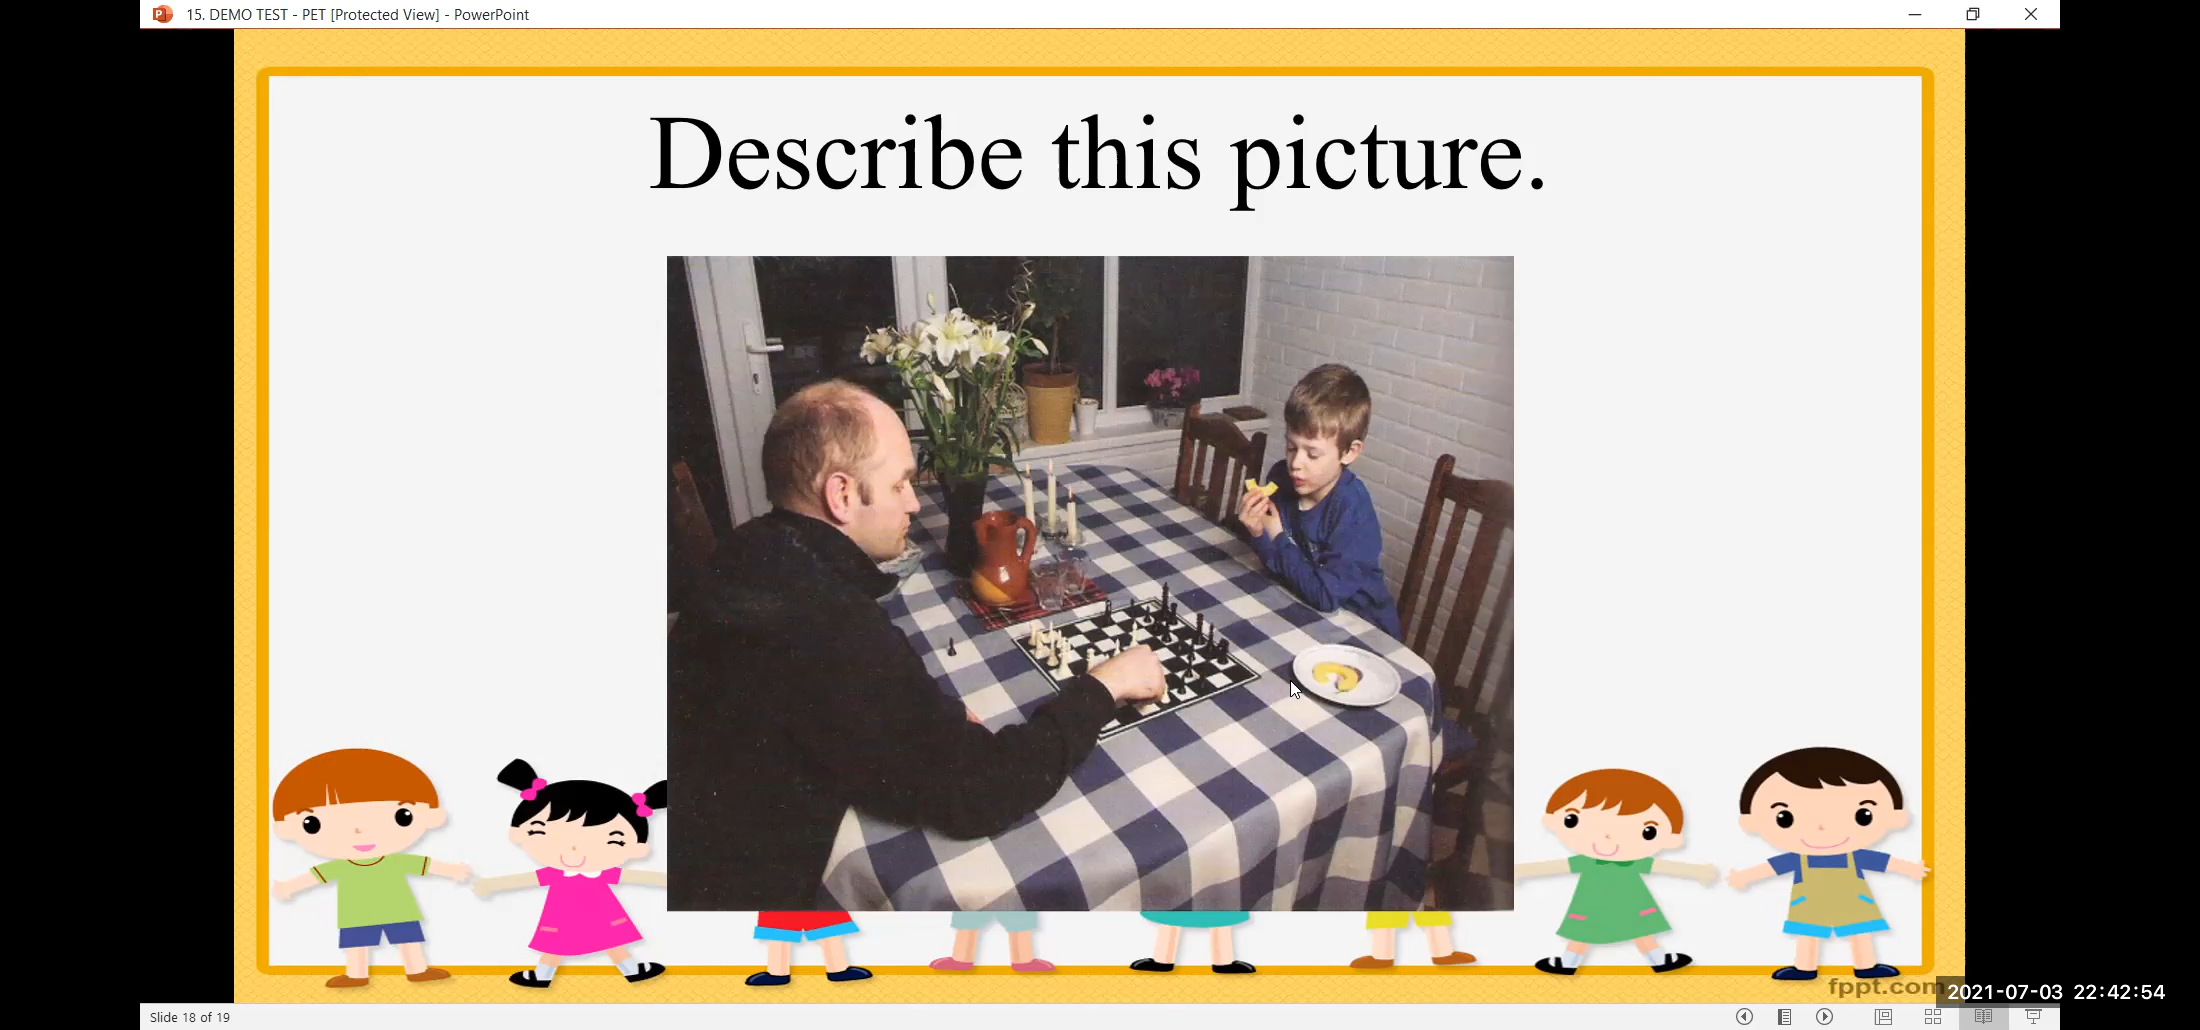 15. DEMO TEST - PET [Protected View] - PowerPoint
Describe this picture.
fppt.com
2021-07-03 22:42:54
Slide 18 of 19